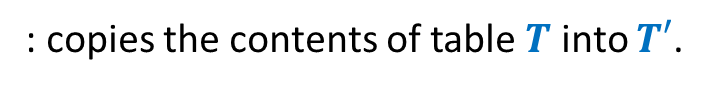 : copies the contents of table T into T′.